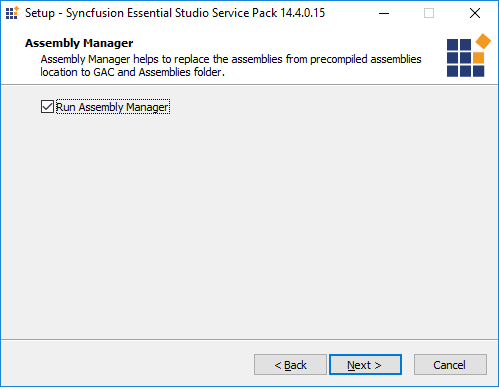 Setup - Syncfusion Essential Studio Service Pack 14.4.0.15
Assembly Manager
Assembly Manager helps to replace the assemblies from precompiled assemblies
location to GAC and Assemblies folder.
Run Assembly Manager
< Back
Next >
Cancel